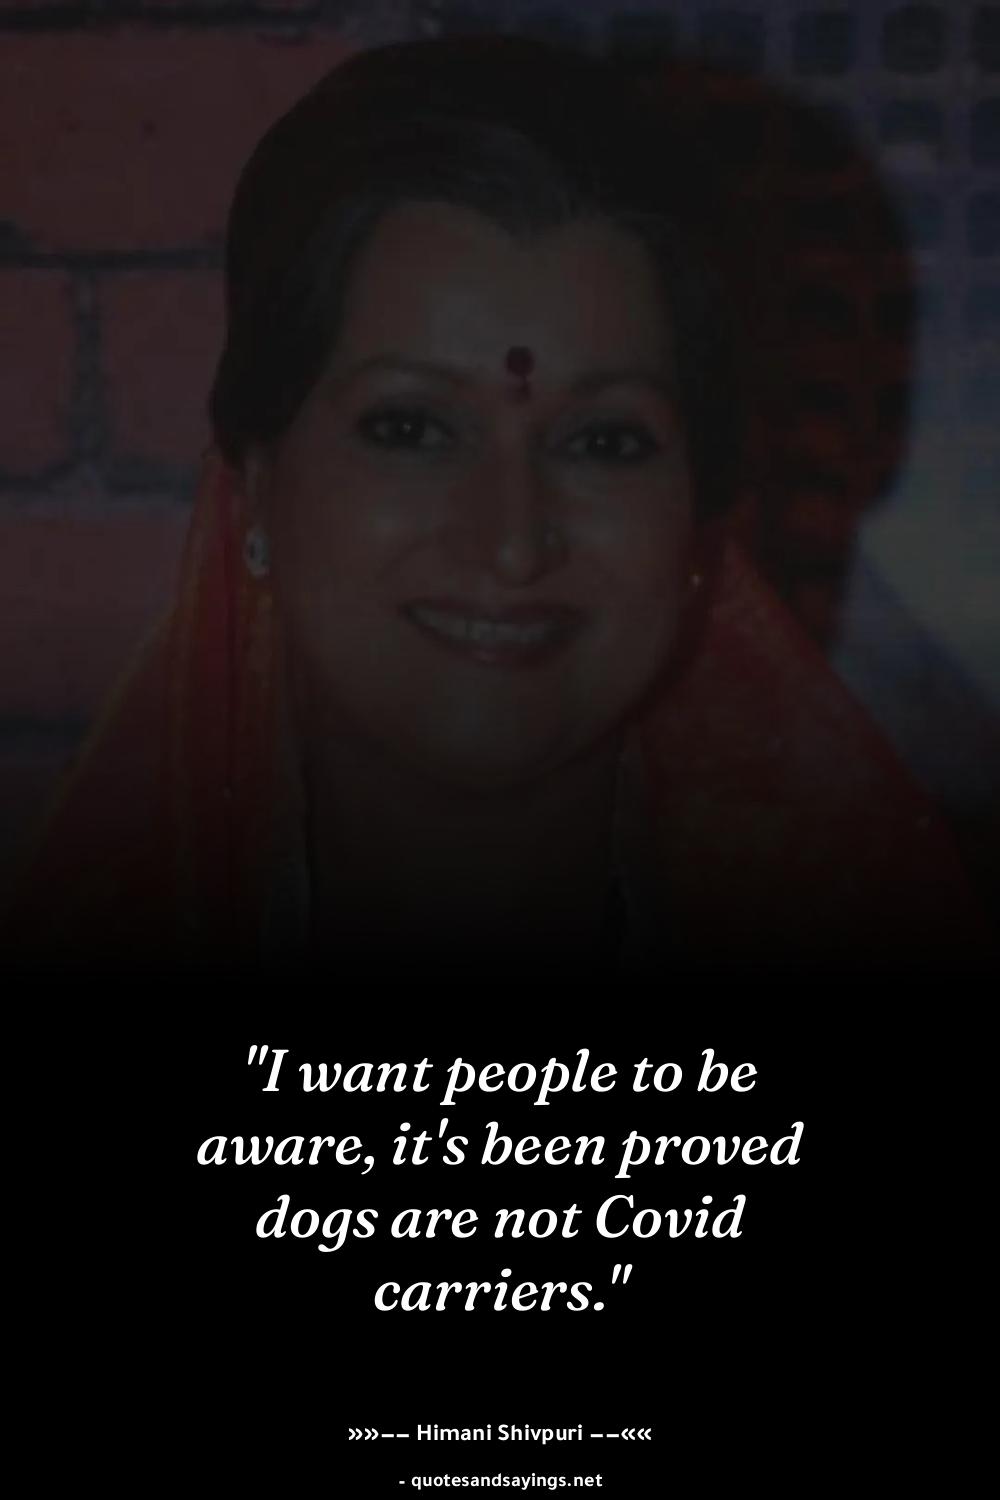 "I want people to be
aware, it's been proved
dogs are not Covid
carriers."
»»−− Himani Shivpuri −−««
- quotesandsayings.net